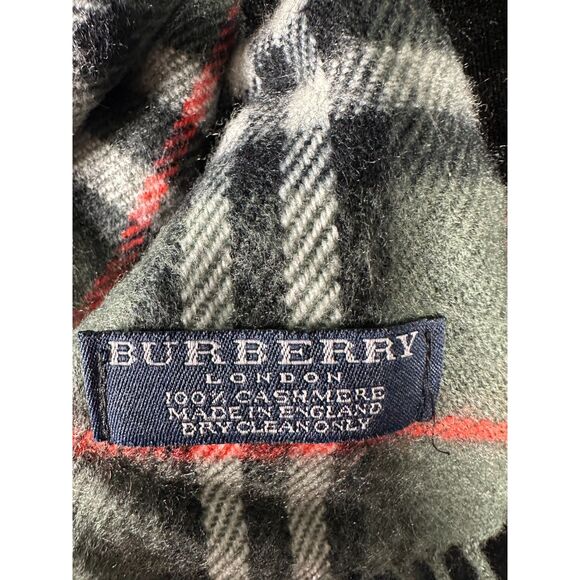 BURBERRY
LONDON
100% CASHMERE
MADE IN ENGLAND
DRY CLEAN ONLY